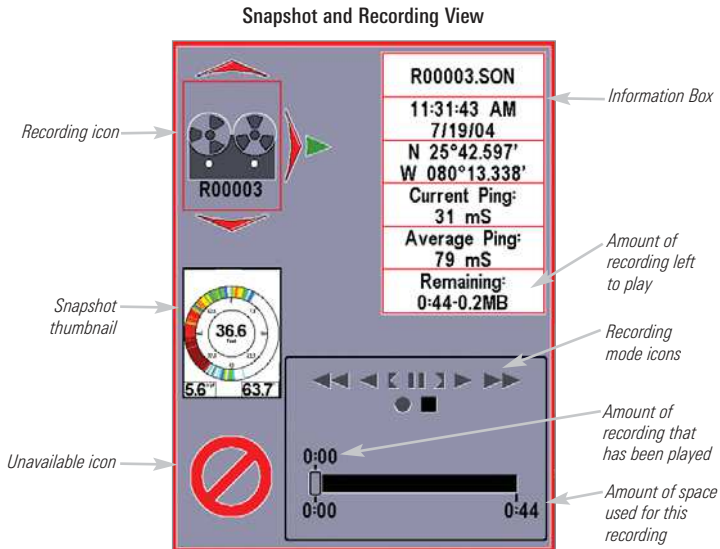 Snapshot and Recording View
Recording icon
R00003
Snapshot
thumbnail
36.6
Feet
5.6
63.7
Unavailable icon
R00003.SON
11:31:43 AM
7/19/04
N 25°42.597'
W 080°13.338'
Current Ping:
31 mS
Average Ping:
79 mS
Remaining:
0:44-0.2MB
Information Box
Amount of
recording left
to play
Recording
mode icons
Amount of
recording that
has been played
Amount of space
used for this
recording
0:00
0:00
0:44